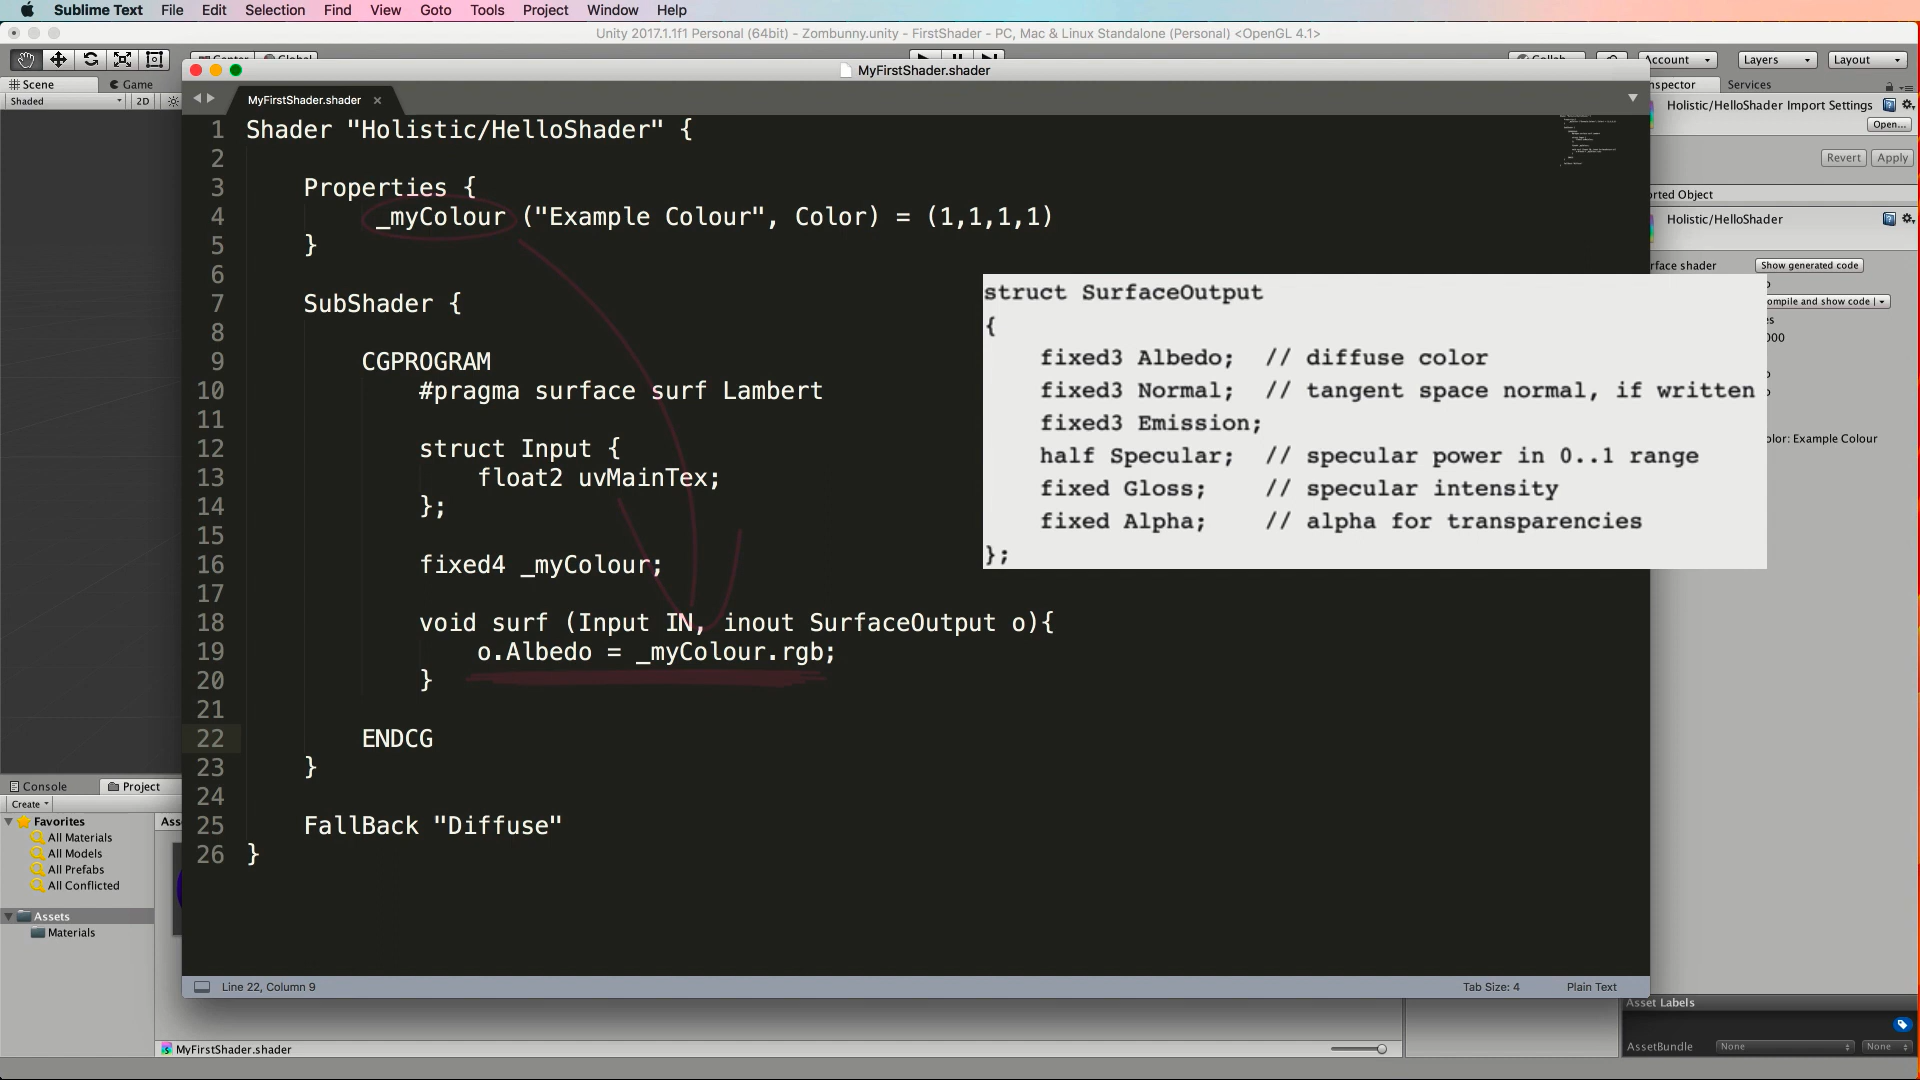 Sublime Text File Edit Selection Find View Goto Tools Project Window Help
Unity 2017.1.1f1 Personal (64bit) - Zombunny.unity - FirstShader - PC, Mac & Linux Standalone (Personal) <OpenGL 4.1>
Account Layers Layout
MyFirstShader.shader
Scene Game
Services
Shaded 2D
MyFirstShader.shader
Holistic/HelloShader Import Settings
Open...
Revert Apply
Object
Holistic/HelloShader
shader Show generated code
and show code |
Example Colour
1 Shader "Holistic/HelloShader" {
2
3 Properties {
4 _myColour ("Example Colour", Color) = (1,1,1,1)
5 }
6
7 SubShader {
8
9 CGPROGRAM
10 #pragma surface surf Lambert
11
12 struct Input {
13 float2 uvMainTex;
14 };
15
16 fixed4 _myColour;
17
18 void surf (Input IN, inout SurfaceOutput o){
19 o.Albedo = _myColour.rgb;
20 }
21
22 ENDCG
23 }
24
25 FallBack "Diffuse"
26 }
struct SurfaceOutput
{
fixed3 Albedo; // diffuse color
fixed3 Normal; // tangent space normal, if written
fixed3 Emission;
half Specular; // specular power in 0..1 range
fixed Gloss; // specular intensity
fixed Alpha; // alpha for transparencies
};
Console Project
Create
Favorites
All Materials
All Models
All Prefabs
All Conflicted
Assets
Materials
Line 22, Column 9 Tab Size: 4 Plain Text
Asset Labels
MyFirstShader.shader
AssetBundle None None